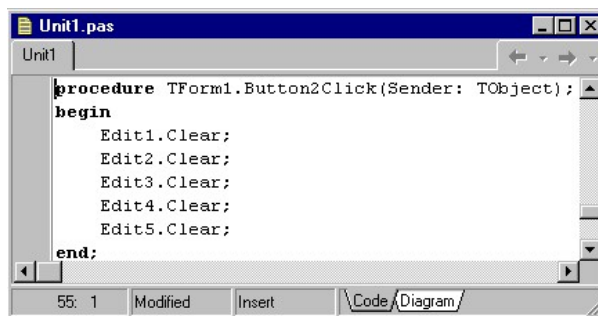 Unit1.pas
Unit1
procedure TForm1.Button2Click(Sender: TObject);
begin
Edit1.Clear;
Edit2.Clear;
Edit3.Clear;
Edit4.Clear;
Edit5.Clear;
end;
55: 1 Modified Insert Code Diagram